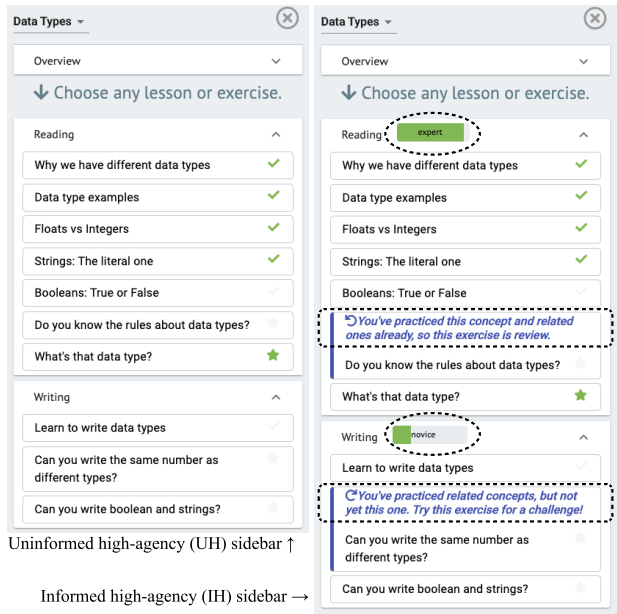 Data Types
Overview
Choose any lesson or exercise.
Reading
Why we have different data types
Data type examples
Floats vs Integers
Strings: The literal one
Booleans: True or False
Do you know the rules about data types?
What's that data type?
Writing
Learn to write data types
Can you write the same number as
different types?
Can you write boolean and strings?
Uninformed high-agency (UH) sidebar ↑
Data Types
Overview
Choose any lesson or exercise.
Reading
expert
Why we have different data types
Data type examples
Floats vs Integers
Strings: The literal one
Booleans: True or False
You've practiced this concept and related
ones already, so this exercise is review.
Do you know the rules about data types?
What's that data type?
Writing
novice
Learn to write data types
You've practiced related concepts, but not
yet this one. Try this exercise for a challenge!
Can you write the same number as
different types?
Can you write boolean and strings?
Informed high-agency (IH) sidebar →